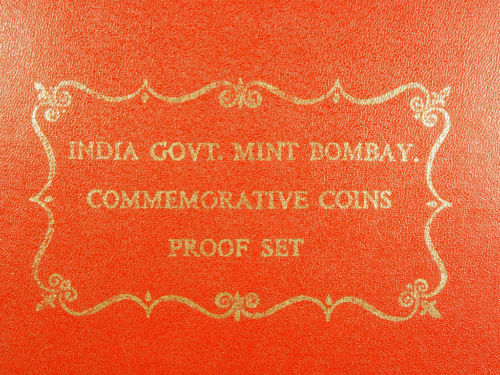 INDIA GOVT. MINT BOMBAY.
COMMEMORATIVE COINS
PROOF SET